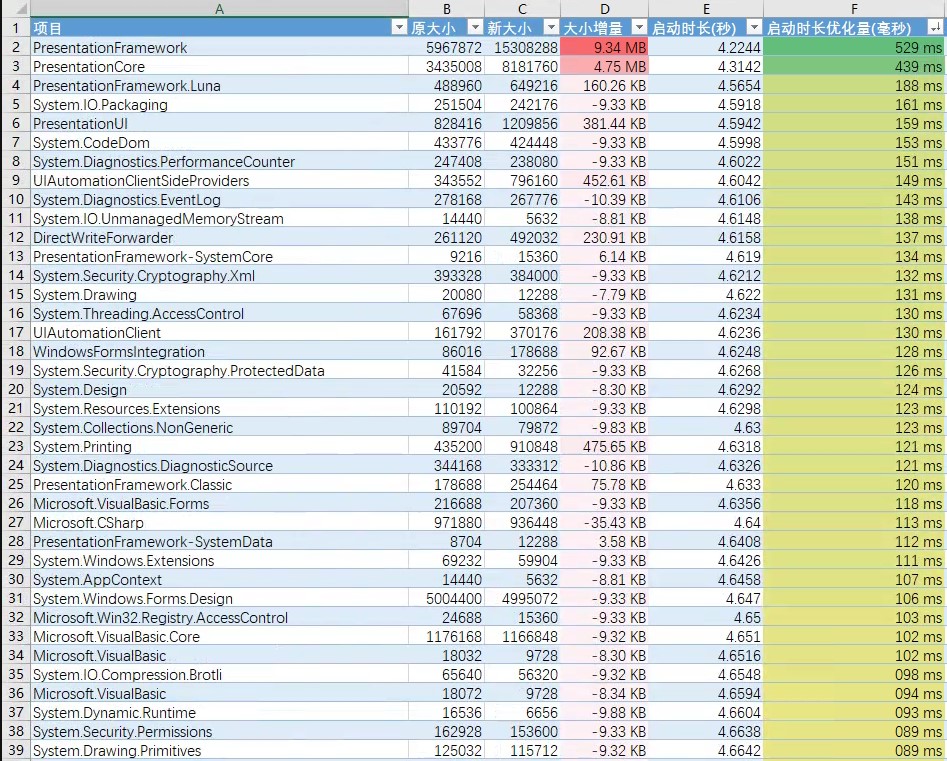 A B C D E F
1 项目 原大小 新大小 大小增量 启动时长(秒) 启动时长优化量(毫秒)
2 PresentationFramework 5967872 15308288 9.34 MB 4.2244 529 ms
3 PresentationCore 3435008 8181760 4.75 MB 4.3142 439 ms
4 PresentationFramework.Luna 488960 649216 160.26 KB 4.5654 188 ms
5 System.IO.Packaging 251504 242176 -9.33 KB 4.5918 161 ms
6 PresentationUI 828416 1209856 381.44 KB 4.5942 159 ms
7 System.CodeDom 433776 424448 -9.33 KB 4.5998 153 ms
8 System.Diagnostics.PerformanceCounter 247408 238080 -9.33 KB 4.6022 151 ms
9 UIAutomationClientSideProviders 343552 796160 452.61 KB 4.6042 149 ms
10 System.Diagnostics.EventLog 278168 267776 -10.39 KB 4.6106 143 ms
11 System.IO.UnmanagedMemoryStream 14440 5632 -8.81 KB 4.6148 138 ms
12 DirectWriteForwarder 261120 492032 230.91 KB 4.6158 137 ms
13 PresentationFramework-SystemCore 9216 15360 6.14 KB 4.619 134 ms
14 System.Security.Cryptography.Xml 393328 384000 -9.33 KB 4.6212 132 ms
15 System.Drawing 20080 12288 -7.79 KB 4.622 131 ms
16 System.Threading.AccessControl 67696 58368 -9.33 KB 4.6234 130 ms
17 UIAutomationClient 161792 370176 208.38 KB 4.6236 130 ms
18 WindowsFormsIntegration 86016 178688 92.67 KB 4.6248 128 ms
19 System.Security.Cryptography.ProtectedData 41584 32256 -9.33 KB 4.6268 126 ms
20 System.Design 20592 12288 -8.30 KB 4.6292 124 ms
21 System.Resources.Extensions 110192 100864 -9.33 KB 4.6298 123 ms
22 System.Collections.NonGeneric 89704 79872 -9.83 KB 4.63 123 ms
23 System.Printing 435200 910848 475.65 KB 4.6318 121 ms
24 System.Diagnostics.DiagnosticSource 344168 333312 -10.86 KB 4.6326 121 ms
25 PresentationFramework.Classic 178688 254464 75.78 KB 4.633 120 ms
26 Microsoft.VisualBasic.Forms 216688 207360 -9.33 KB 4.6356 118 ms
27 Microsoft.CSharp 971880 936448 -35.43 KB 4.64 113 ms
28 PresentationFramework-SystemData 8704 12288 3.58 KB 4.6408 112 ms
29 System.Windows.Extensions 69232 59904 -9.33 KB 4.6426 111 ms
30 System.AppContext 14440 5632 -8.81 KB 4.6458 107 ms
31 System.Windows.Forms.Design 5004400 4995072 -9.33 KB 4.647 106 ms
32 Microsoft.Win32.Registry.AccessControl 24688 15360 -9.33 KB 4.65 103 ms
33 Microsoft.VisualBasic.Core 1176168 1166848 -9.32 KB 4.651 102 ms
34 Microsoft.VisualBasic 18032 9728 -8.30 KB 4.6516 102 ms
35 System.IO.Compression.Brotli 65640 56320 -9.32 KB 4.6548 098 ms
36 Microsoft.VisualBasic 18072 9728 -8.34 KB 4.6594 094 ms
37 System.Dynamic.Runtime 16536 6656 -9.88 KB 4.6604 093 ms
38 System.Security.Permissions 162928 153600 -9.33 KB 4.6638 089 ms
39 System.Drawing.Primitives 125032 115712 -9.32 KB 4.6642 089 ms